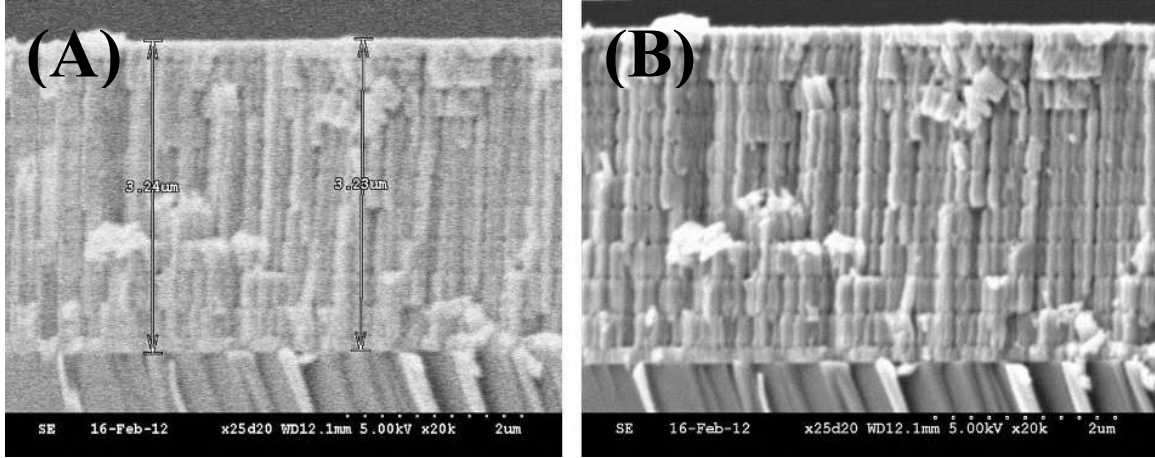 (A)
3.24um
3.23um
SE 16-Feb-12 x25d20 WD12.1mm 5.00kV x20k 2um
(B)
SE 16-Feb-12 x25d20 WD12.1mm 5.00kV x20k 2um